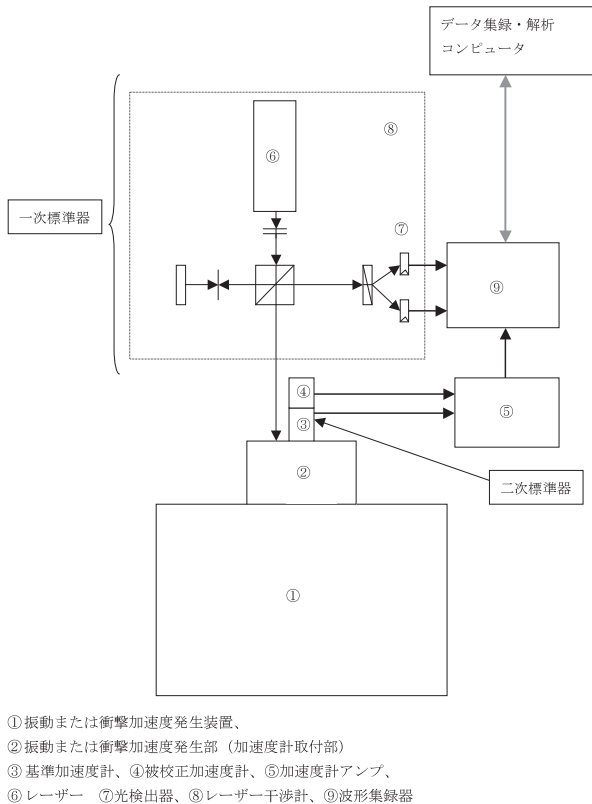 データ集録・解析
コンピュータ
⑧
⑥
一次標準器
⑦
⑨
④
⑤
③
②
二次標準器
①
①振動または衝撃加速度発生装置、
②振動または衝撃加速度発生部（加速度計取付部）
③基準加速度計、④被校正加速度計、⑤加速度計アンプ、
⑥レーザー　⑦光検出器、⑧レーザー干渉計、⑨波形集録器